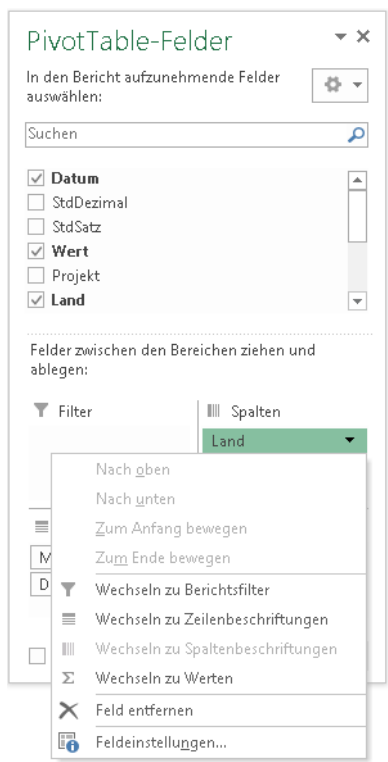 PivotTable-Felder
In den Bericht aufzunehmende Felder
auswählen:
Suchen
Datum
StdDezimal
StdSatz
Wert
Projekt
Land
Felder zwischen den Bereichen ziehen und
ablegen:
Filter
Spalten
Land
Nach oben
Nach unten
Zum Anfang bewegen
Zum Ende bewegen
M
D
Wechseln zu Berichtsfilter
Wechseln zu Zeilenbeschriftungen
Wechseln zu Spaltenbeschriftungen
Wechseln zu Werten
Feld entfernen
Feldeinstellungen...